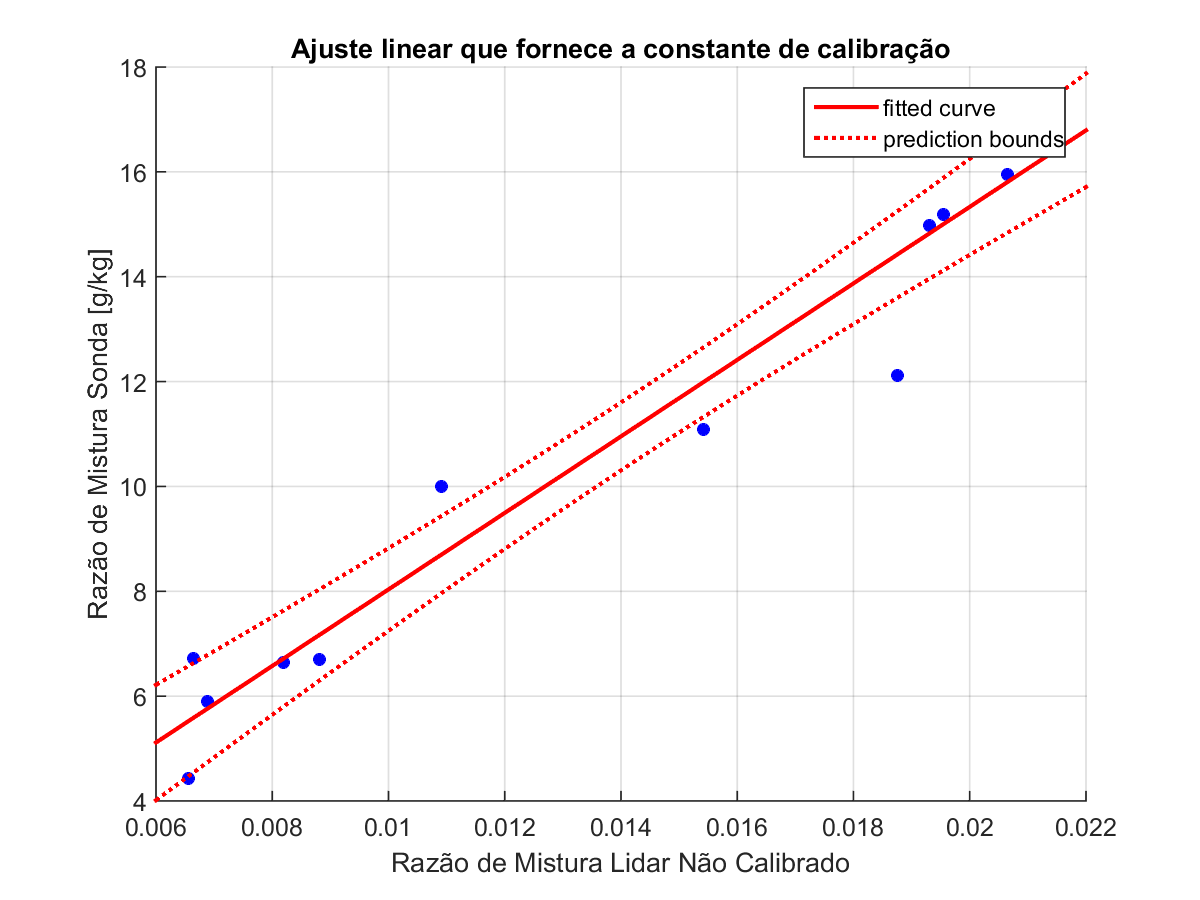 Ajuste linear que fornece a constante de calibração
fitted curve
prediction bounds
Razão de Mistura Sonda [g/kg]
18
16
14
12
10
8
6
4
0.006 0.008 0.01 0.012 0.014 0.016 0.018 0.02 0.022
Razão de Mistura Lidar Não Calibrado